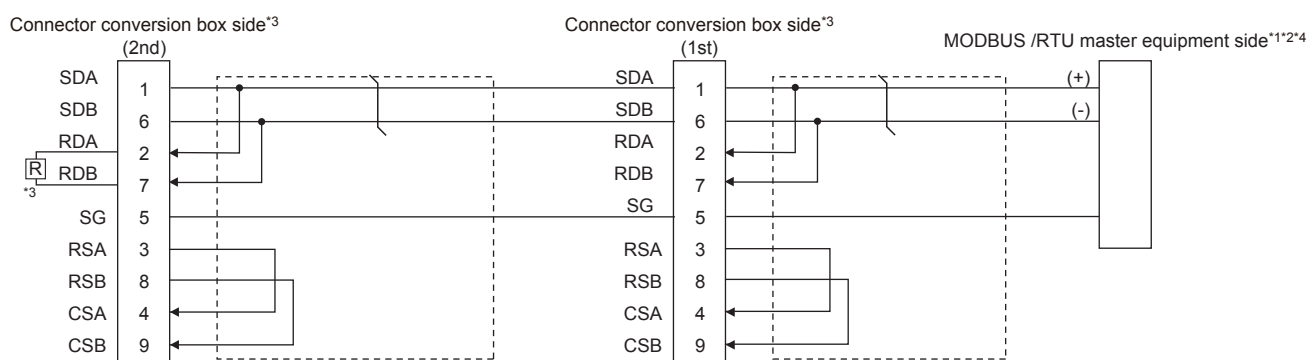 Connector conversion box side*3
(2nd)
Connector conversion box side*3
(1st)
MODBUS /RTU master equipment side*1*2*4
SDA 1 SDA 1 (+)
SDB 6 SDB 6 (-)
RDA 2 RDA 2
R
*3
RDB 7 RDB 7
SG 5 SG 5
RSA 3 RSA 3
RSB 8 RSB 8
CSA 4 CSA 4
CSB 9 CSB 9